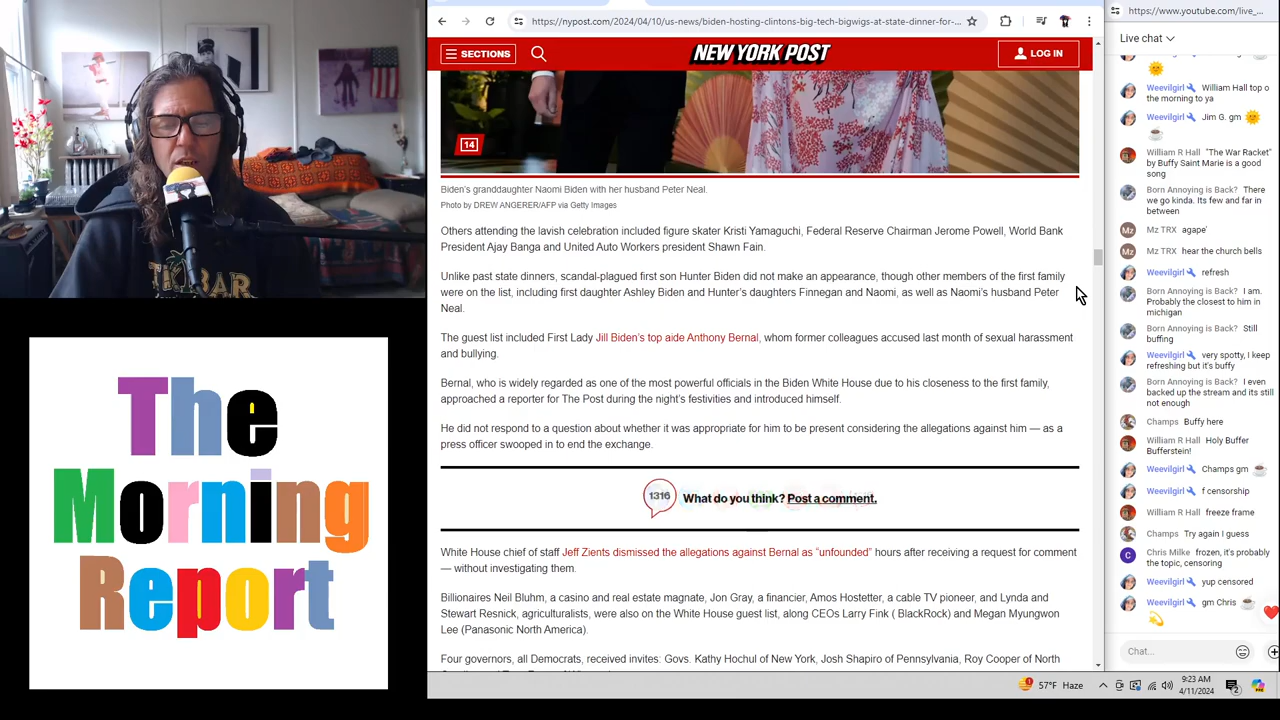 https://nypost.com/2024/04/10/us-news/biden-hosting-clintons-big-tech-bigwigs-at-state-dinner-for-...
SECTIONS
NEW YORK POST
LOG IN
14
Biden's granddaughter Naomi Biden with her husband Peter Neal.
Photo by DREW ANGERER/AFP via Getty Images
Others attending the lavish celebration included figure skater Kristi Yamaguchi, Federal Reserve Chairman Jerome Powell, World Bank
President Ajay Banga and United Auto Workers president Shawn Fain.
Unlike past state dinners, scandal-plagued first son Hunter Biden did not make an appearance, though other members of the first family
were on the list, including first daughter Ashley Biden and Hunter's daughters Finnegan and Naomi, as well as Naomi's husband Peter
Neal.
The guest list included First Lady Jill Biden's top aide Anthony Bernal, whom former colleagues accused last month of sexual harassment
and bullying.
Bernal, who is widely regarded as one of the most powerful officials in the Biden White House due to his closeness to the first family,
approached a reporter for The Post during the night's festivities and introduced himself.
He did not respond to a question about whether it was appropriate for him to be present considering the allegations against him — as a
press officer swooped in to end the exchange.
1316
What do you think? Post a comment.
White House chief of staff Jeff Zients dismissed the allegations against Bernal as “unfounded” hours after receiving a request for comment
— without investigating them.
Billionaires Neil Bluhm, a casino and real estate magnate, Jon Gray, a financier, Amos Hostetter, a cable TV pioneer, and Lynda and
Stewart Resnick, agriculturalists, were also on the White House guest list, along CEOs Larry Fink ( BlackRock) and Megan Myungwon
Lee (Panasonic North America).
Four governors, all Democrats, received invites: Govs. Kathy Hochul of New York, Josh Shapiro of Pennsylvania, Roy Cooper of North
https://www.youtube.com/live_...
Live chat
Weevilgirl William Hall top o
the morning to ya
Weevilgirl Jim G. gm
William R Hall "The War Racket"
by Buffy Saint Marie is a good
song
Born Annoying is Back? There
we go kinda. Its few and far in
between
Mz TRX agape'
Mz TRX hear the church bells
Weevilgirl refresh
Born Annoying is Back? I am.
Probably the closest to him in
michigan
Born Annoying is Back? Still
buffing
Weevilgirl very spotty, I keep
refreshing but it's buffy
Born Annoying is Back? I even
backed up the stream and its still
not enough
Champs Buffy here
William R Hall Holy Buffer
Bufferstein!
Weevilgirl Champs gm
Weevilgirl f censorship
William R Hall freeze frame
Champs Try again I guess
Chris Milke frozen, it's probably
the topic, censoring
Weevilgirl yup censored
Weevilgirl gm Chris
Chat...
The
Morning
Report
57°F Haze
9:23 AM
4/11/2024
2